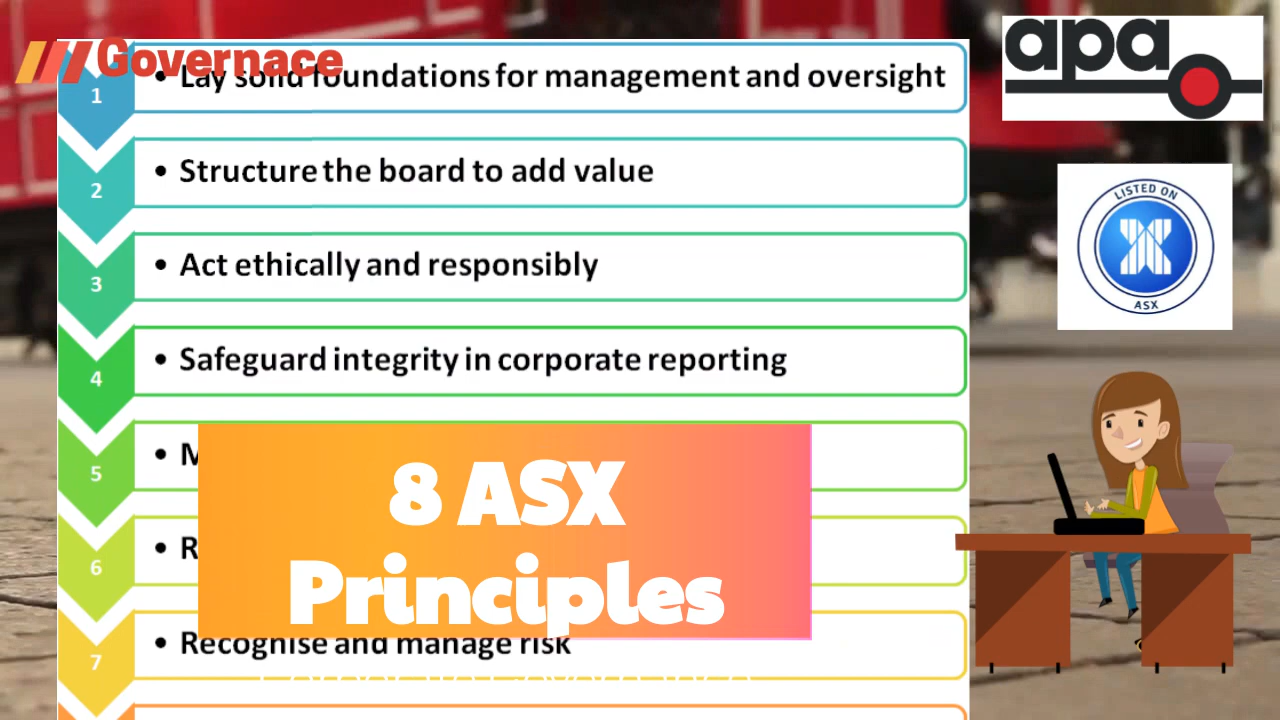 Governace
apa
1
• Lay solid foundations for management and oversight
LISTED ON
ASX
2
• Structure the board to add value
3
• Act ethically and responsibly
4
• Safeguard integrity in corporate reporting
5
• M
6
• R
8 ASX
Principles
7
• Recognise and manage risk